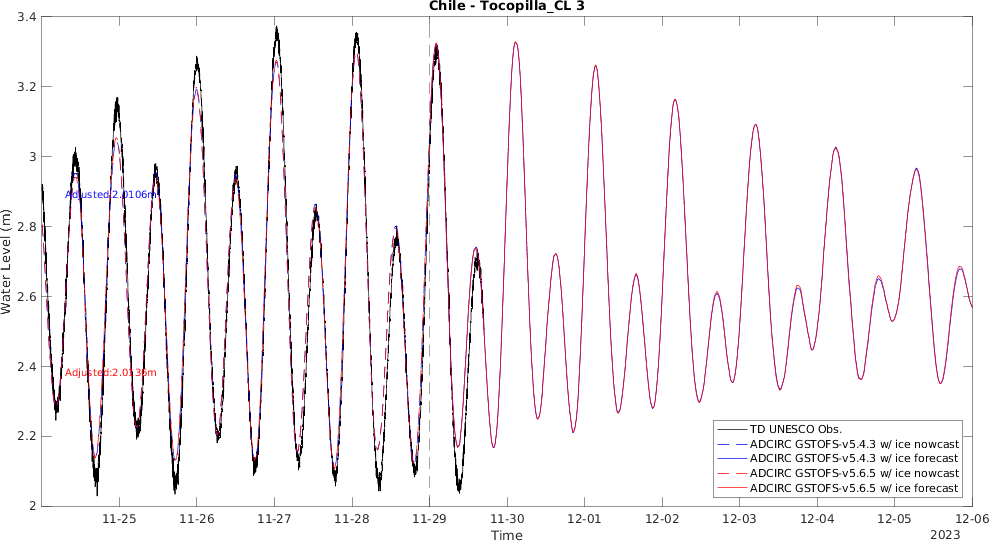 Chile - Tocopilla_CL 3
3.4
3.2
3
2.8
2.6
2.4
2.2
2
Water Level (m)
Adjusted:2.0106m
Adjusted:2.0136m
TD UNESCO Obs.
ADCIRC GSTOFS-v5.4.3 w/ ice nowcast
ADCIRC GSTOFS-v5.4.3 w/ ice forecast
ADCIRC GSTOFS-v5.6.5 w/ ice nowcast
ADCIRC GSTOFS-v5.6.5 w/ ice forecast
11-25 11-26 11-27 11-28 11-29 11-30 12-01 12-02 12-03 12-04 12-05 12-06
Time
2023